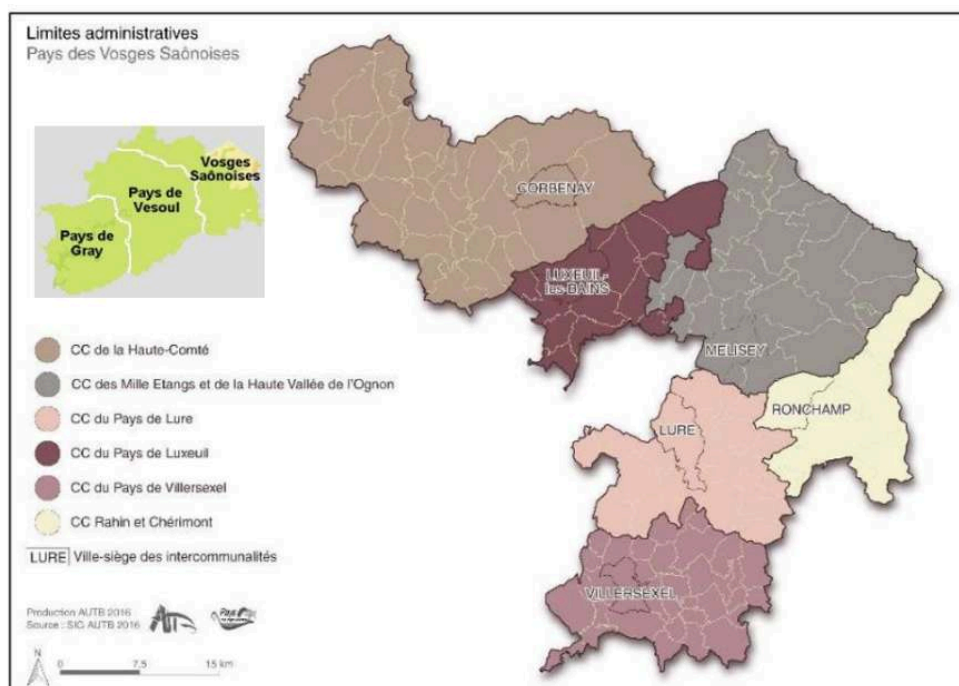 Limites administratives
Pays des Vosges Saônoises
Vosges
Saônoises
Pays de
Vesoul
Pays de
Gray
CORBENAY
LUXEUIL-
les-BAINS
MELISEY
RONCHAMP
LURE
VILLERSEXEL
CC de la Haute-Comté
CC des Mille Etangs et de la Haute Vallée de l'Ognon
CC du Pays de Lure
CC du Pays de Luxeuil
CC du Pays de Villersexel
CC Rahin et Chérimont
LURE Ville-siège des intercommunalités
Production AUTB 2016
Source : SIG AUTB 2016
N
0 7,5 15 km